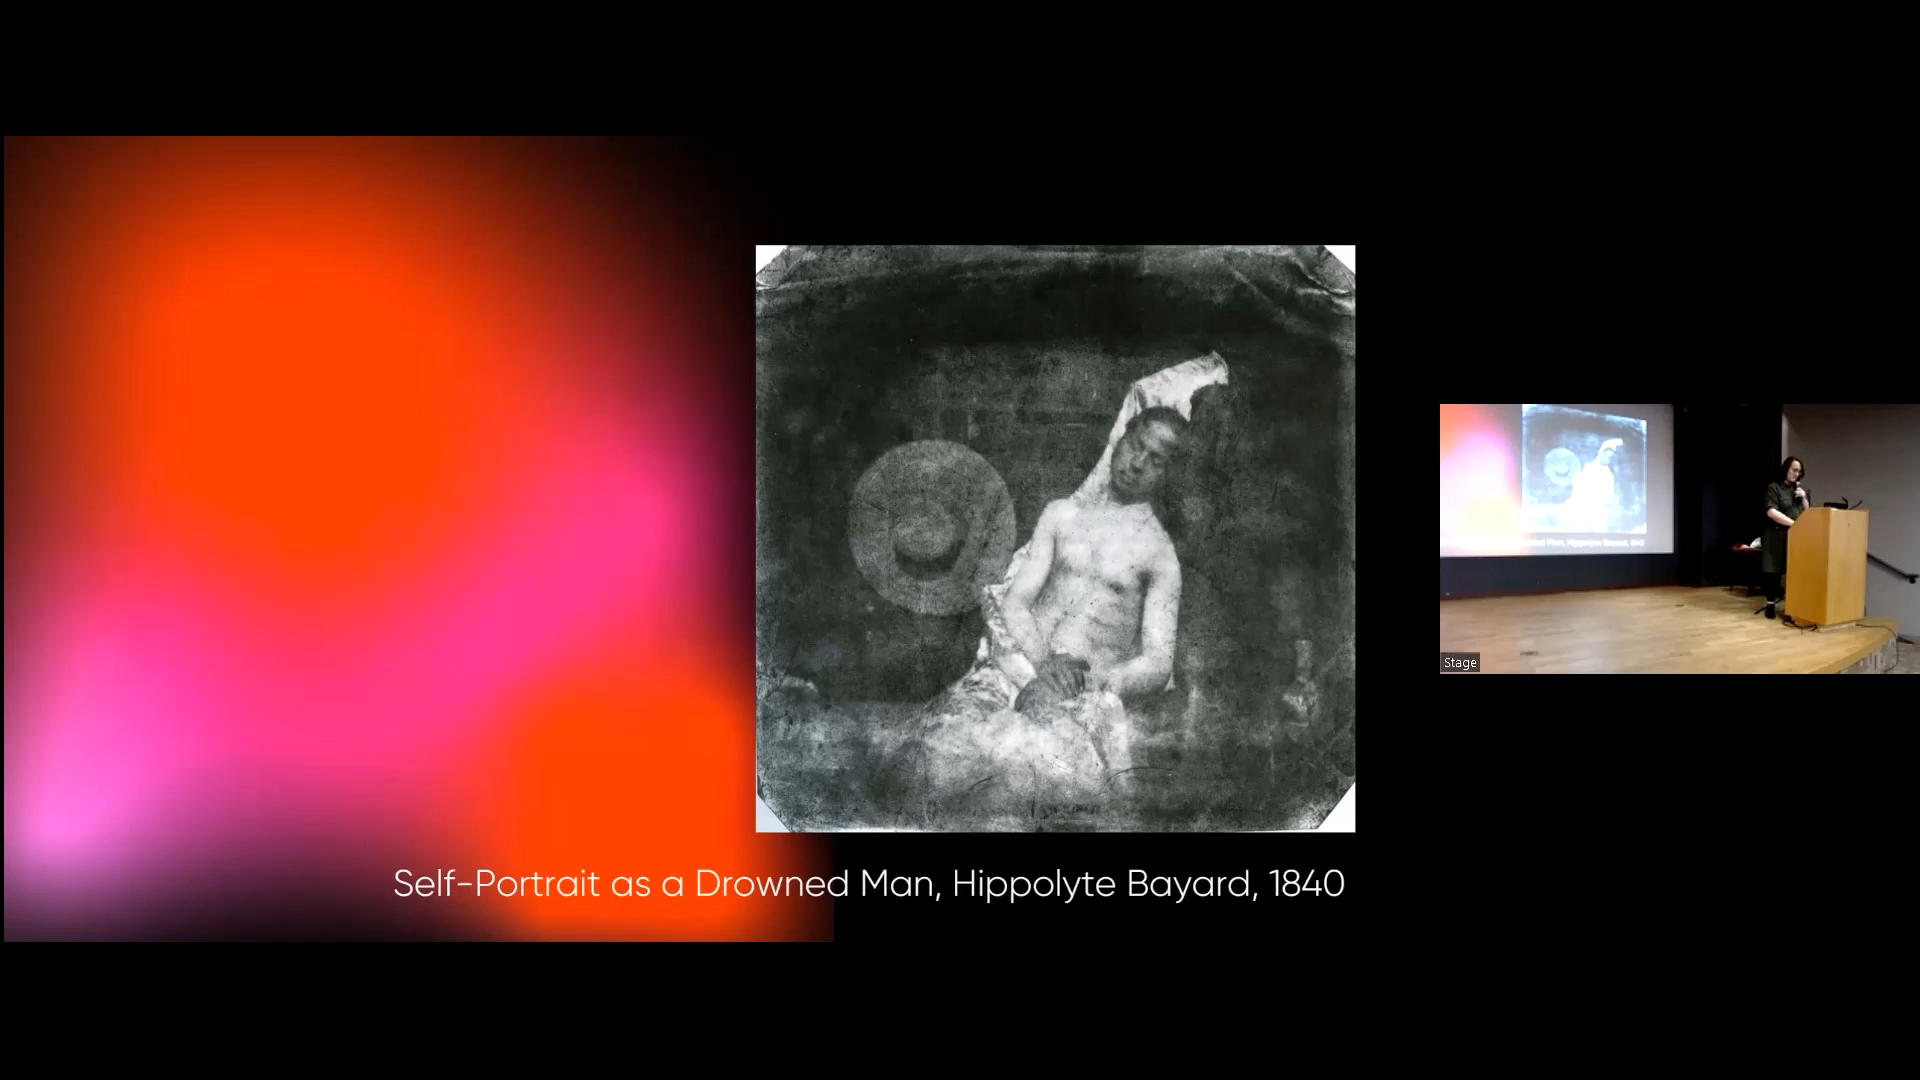 Self-Portrait as a Drowned Man, Hippolyte Bayard, 1840
Stage